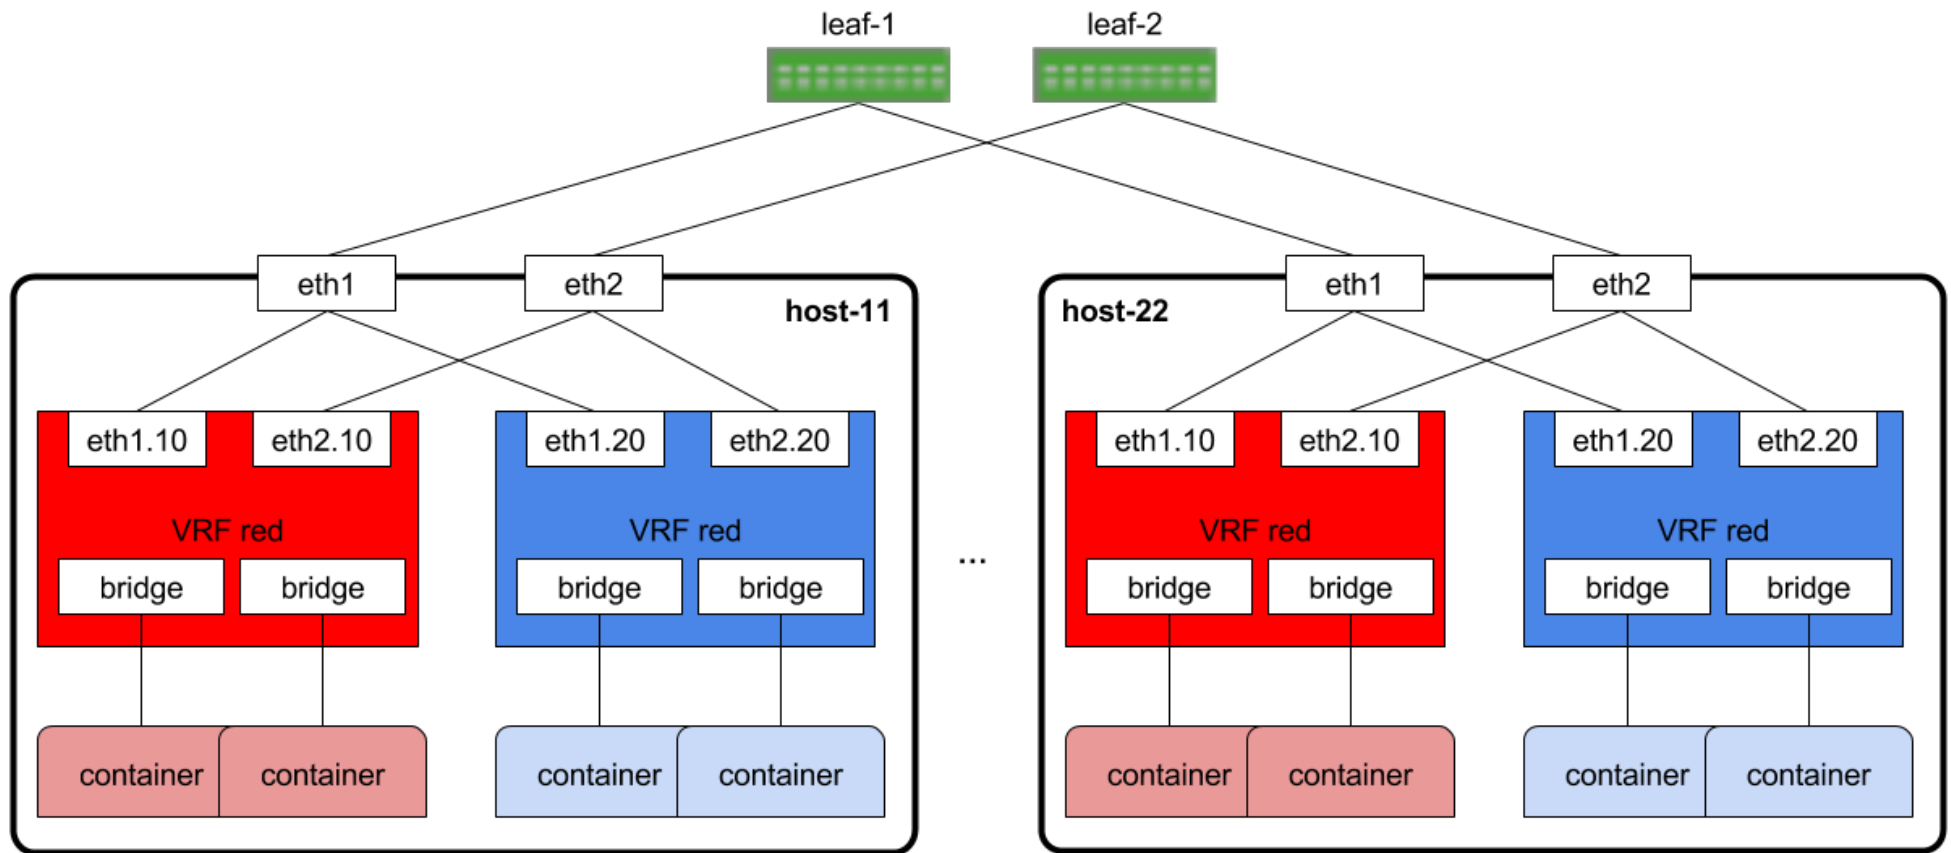 leaf-1
leaf-2
eth1
eth2
eth1
eth2
host-11
host-22
eth1.10
eth2.10
eth1.20
eth2.20
eth1.10
eth2.10
eth1.20
eth2.20
VRF red
VRF red
VRF red
VRF red
...
bridge
bridge
bridge
bridge
bridge
bridge
bridge
bridge
container
container
container
container
container
container
container
container